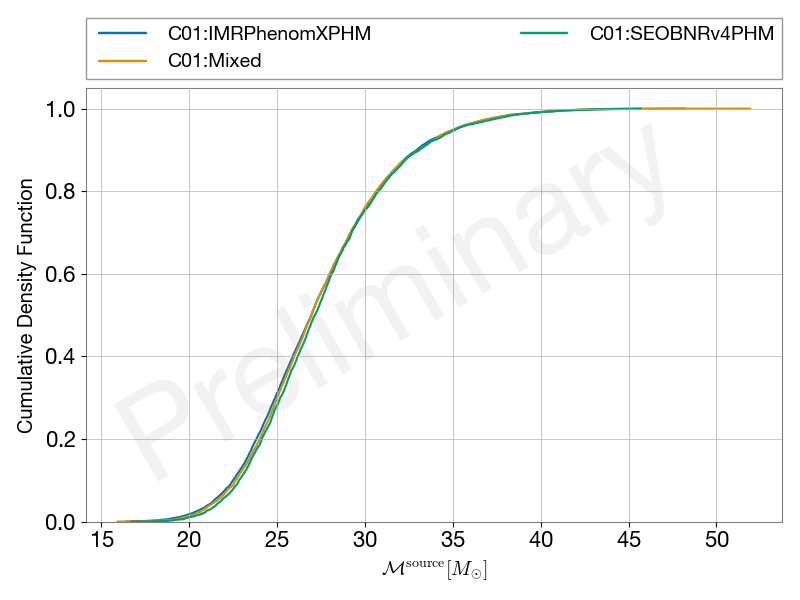 C01:IMRPhenomXPHM
C01:Mixed
C01:SEOBNRv4PHM
Preliminary
Cumulative Density Function
1.0
0.8
0.6
0.4
0.2
0.0
15 20 25 30 35 40 45 50
ℳ^source [M_⊙]